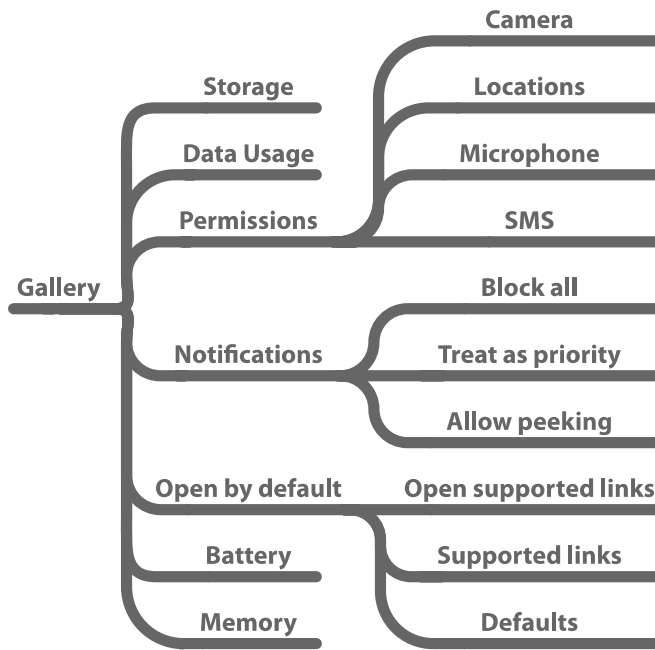 Gallery
Storage
Data Usage
Permissions
Camera
Locations
Microphone
SMS
Notifications
Block all
Treat as priority
Allow peeking
Open by default
Open supported links
Supported links
Defaults
Battery
Memory